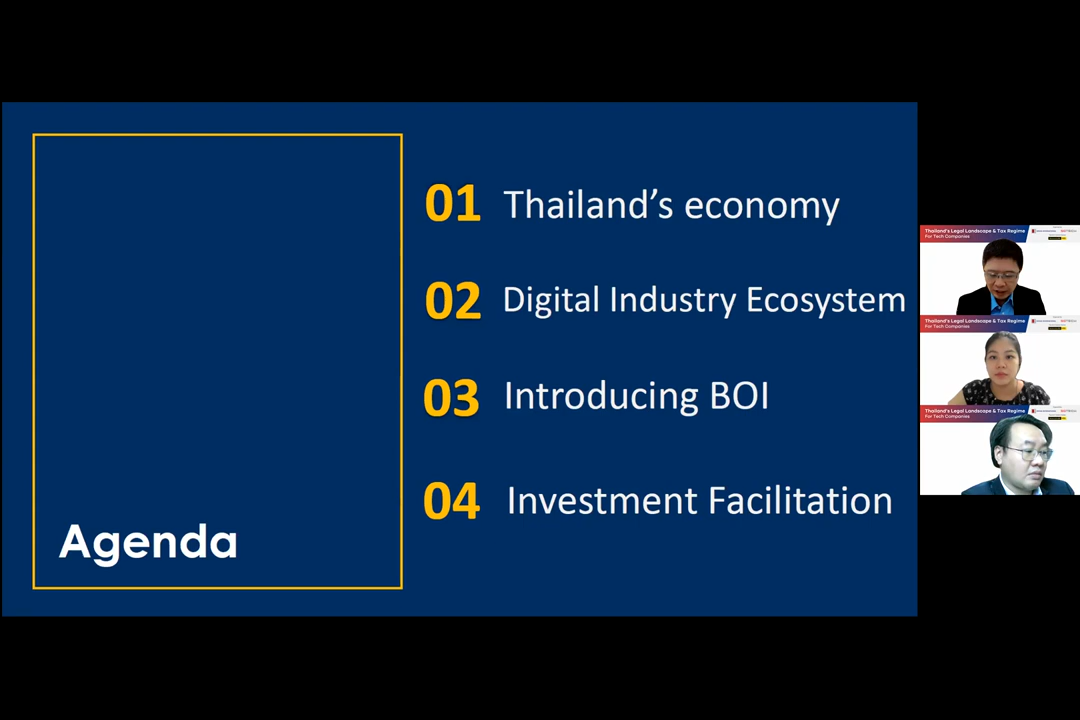 Agenda
01 Thailand's economy
02 Digital Industry Ecosystem
03 Introducing BOI
04 Investment Facilitation
Thailand's Legal Landscape & Tax Regime
For Tech Companies
Thailand's Legal Landscape & Tax Regime
For Tech Companies
Thailand's Legal Landscape & Tax Regime
For Tech Companies